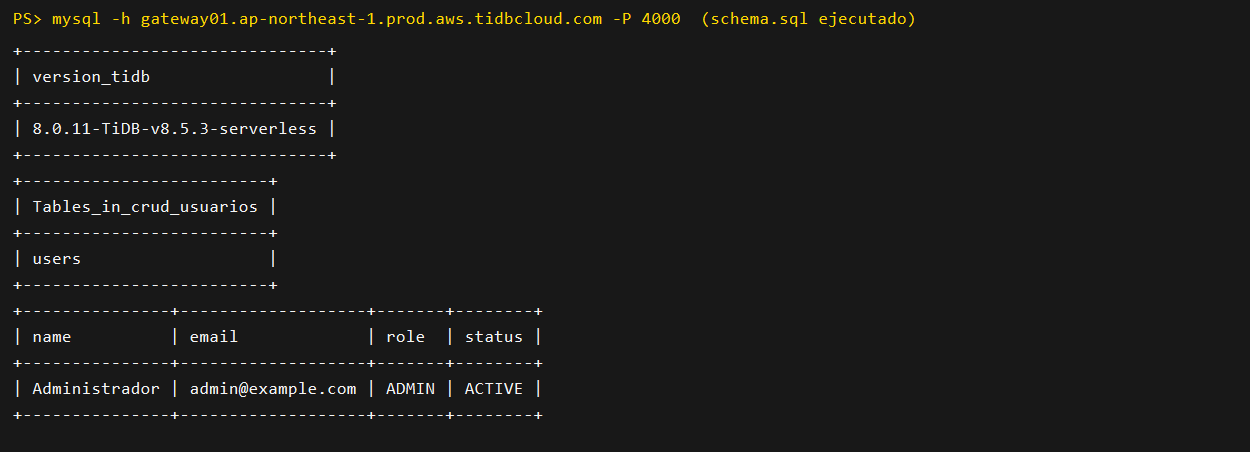 PS> mysql -h gateway01.ap-northeast-1.prod.aws.tidbcloud.com -P 4000  (schema.sql ejecutado)
+-------------------------------+
| version_tidb                  |
+-------------------------------+
| 8.0.11-TiDB-v8.5.3-serverless |
+-------------------------------+
+-------------------------+
| Tables_in_crud_usuarios |
+-------------------------+
| users                   |
+-------------------------+
+---------------+-------------------+-------+--------+
| name          | email             | role  | status |
+---------------+-------------------+-------+--------+
| Administrador | admin@example.com | ADMIN | ACTIVE |
+---------------+-------------------+-------+--------+